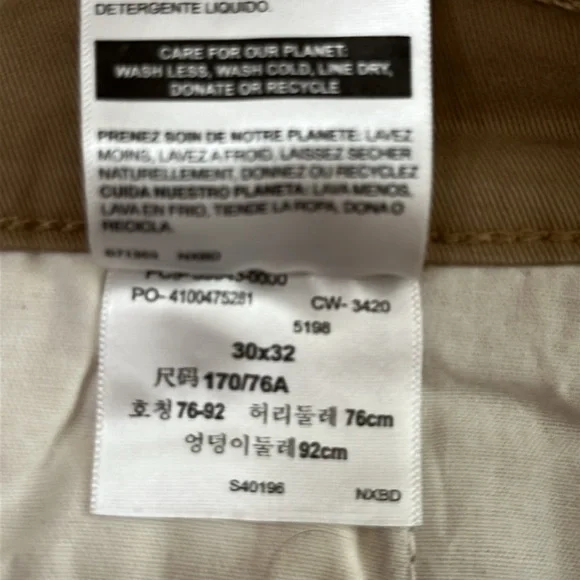 DETERGENTE LIQUIDO.
CARE FOR OUR PLANET:
WASH LESS, WASH COLD, LINE DRY,
DONATE OR RECYCLE
PRENEZ SOIN DE NOTRE PLANETE: LAVEZ
MOINS, LAVEZ A FROID, LAISSEZ SECHER
NATURELLEMENT, DONNEZ OU RECYCLEZ
CUIDA NUESTRO PLANETA: LAVA MENOS,
LAVA EN FRIO, TIENDE LA ROPA, DONA O
RECICLA.
NXBD
PO- 4100475281 CW- 3420
5198
30x32
尺码 170/76A
호칭 76-92 허리둘레 76cm
엉덩이둘레 92cm
S40196 NXBD